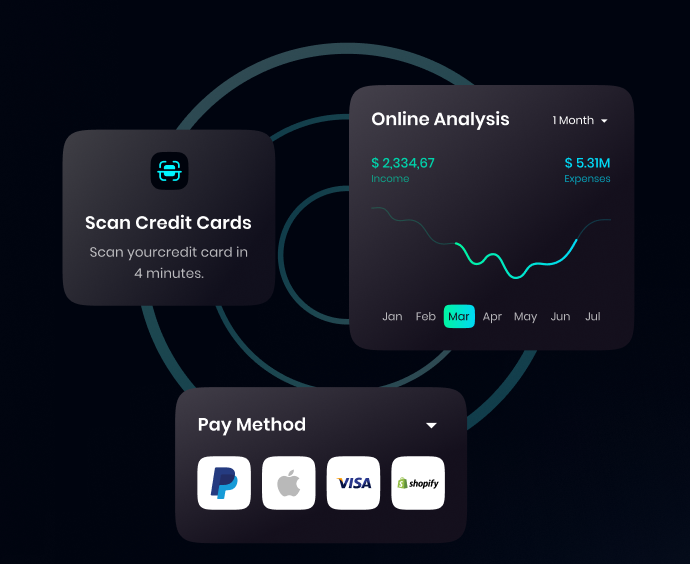 Online Analysis
1 Month
$ 2,334,67
$ 5.31M
Income
Expenses
Jan Feb Mar Apr May Jun Jul
Scan Credit Cards
Scan yourcredit card in
4 minutes.
Pay Method
VISA
shopify